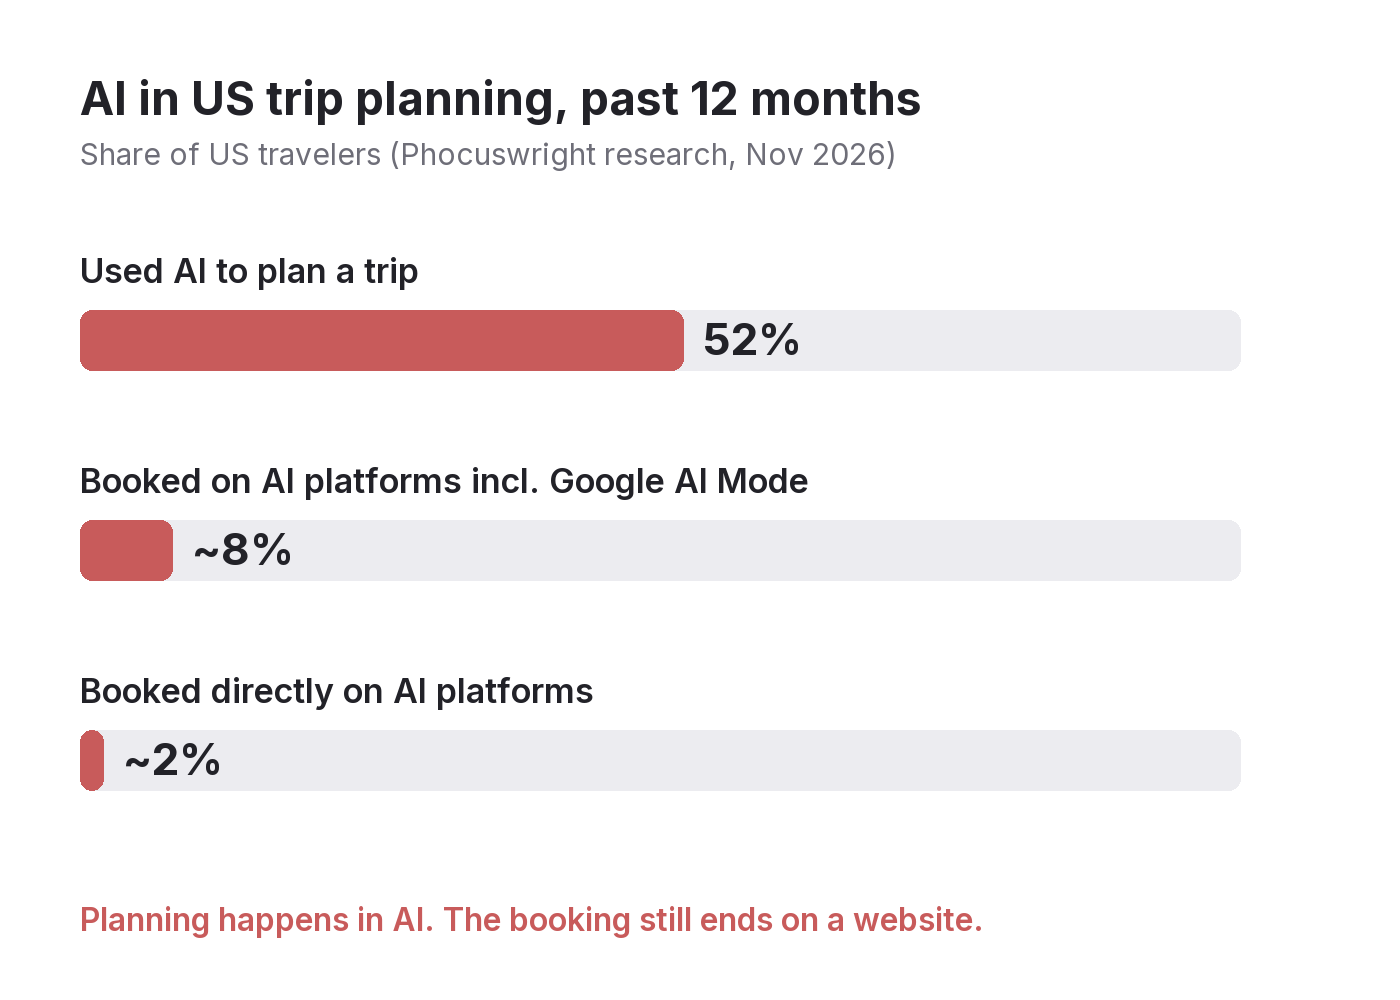 AI in US trip planning, past 12 months
Share of US travelers (Phocuswright research, Nov 2026)
Used AI to plan a trip
52%
Booked on AI platforms incl. Google AI Mode
~8%
Booked directly on AI platforms
~2%
Planning happens in AI. The booking still ends on a website.